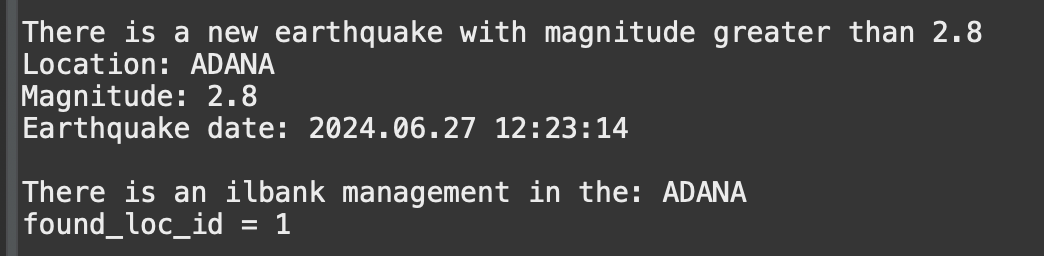 There is a new earthquake with magnitude greater than 2.8
Location: ADANA
Magnitude: 2.8
Earthquake date: 2024.06.27 12:23:14
There is an ilbank management in the: ADANA
found_loc_id = 1